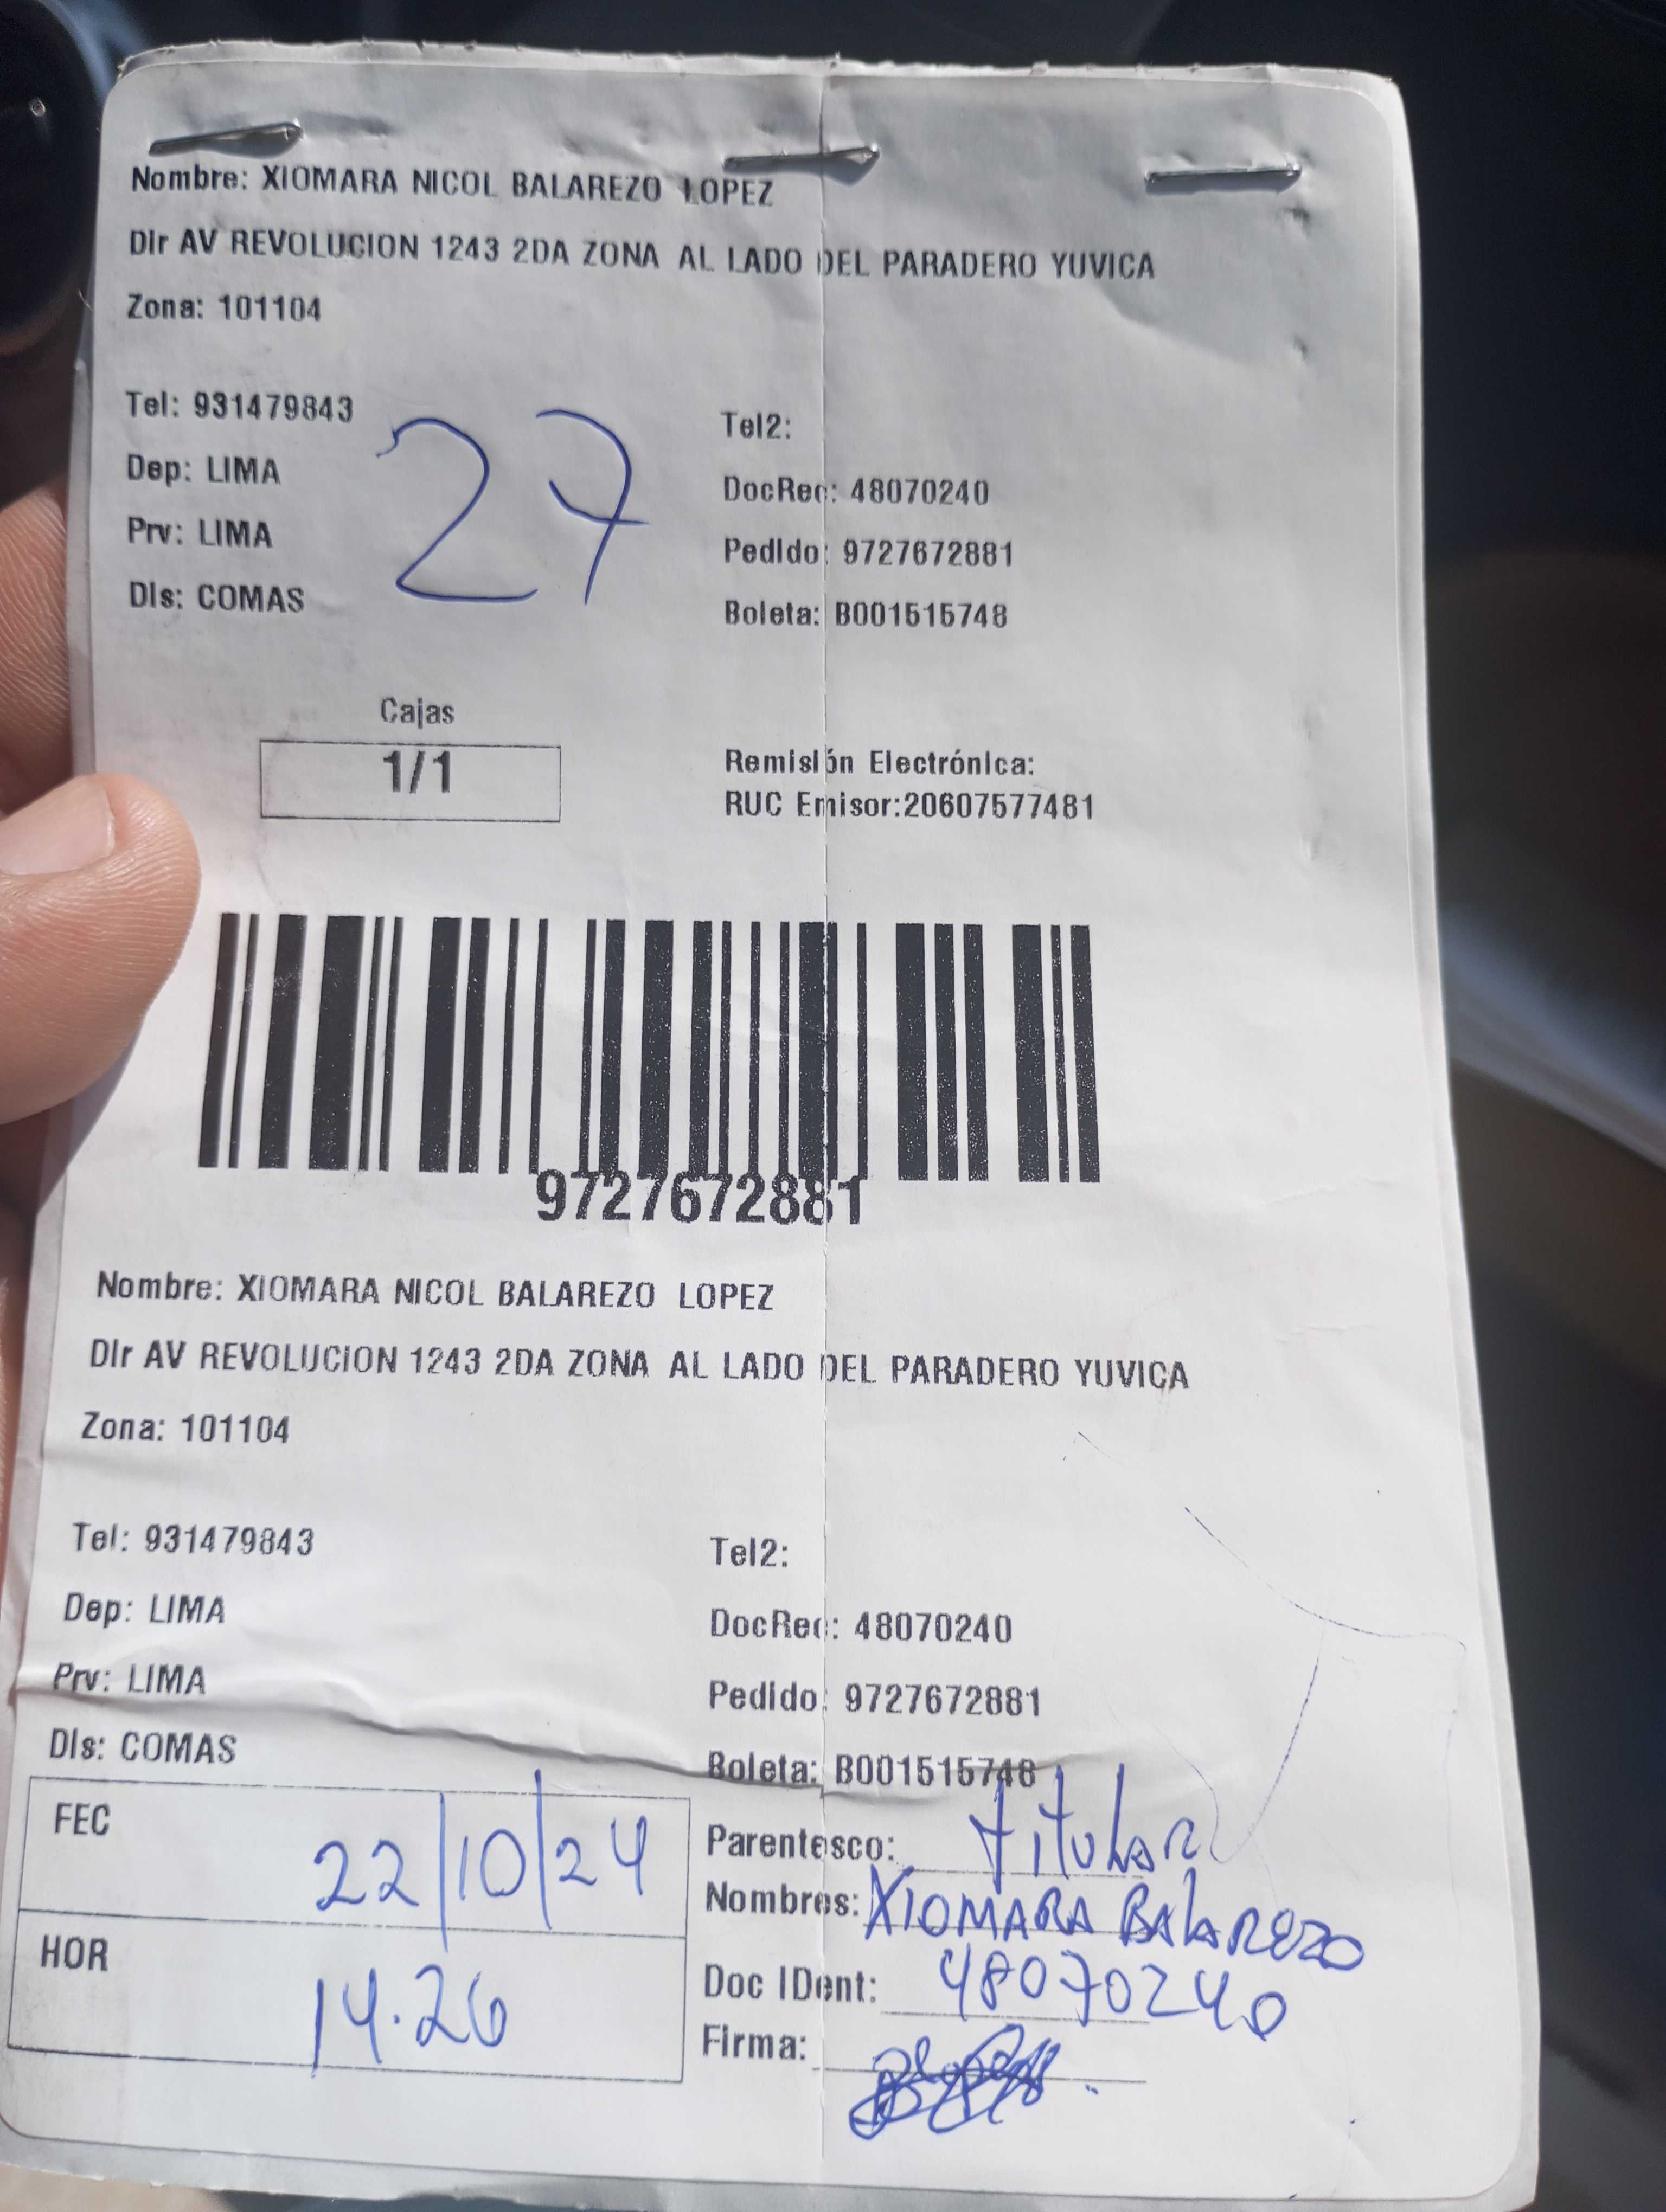 Nombre: XIOMARA NICOL BALAREZO LOPEZ
Dir AV REVOLUCION 1243 2DA ZONA AL LADO DEL PARADERO YUVICA
Zona: 101104
Tel: 931479843
Tel2:
27
Dep: LIMA
DocRec: 48070240
Prv: LIMA
Pedido: 9727672881
Dis: COMAS
Boleta: B001515748
Cajas
1/1
Remisión Electrónica:
RUC Emisor:20607577481
9727672881
Nombre: XIOMARA NICOL BALAREZO LOPEZ
Dir AV REVOLUCION 1243 2DA ZONA AL LADO DEL PARADERO YUVICA
Zona: 101104
Tel: 931479843
Tel2:
Dep: LIMA
DocRec: 48070240
Prv: LIMA
Pedido: 9727672881
Dis: COMAS
Boleta: B001515748
FEC 22/10/24
HOR 14.26
Parentesco: titular
Nombres: XIOMARA BALAREZO
Doc IDent: 48070240
Firma: